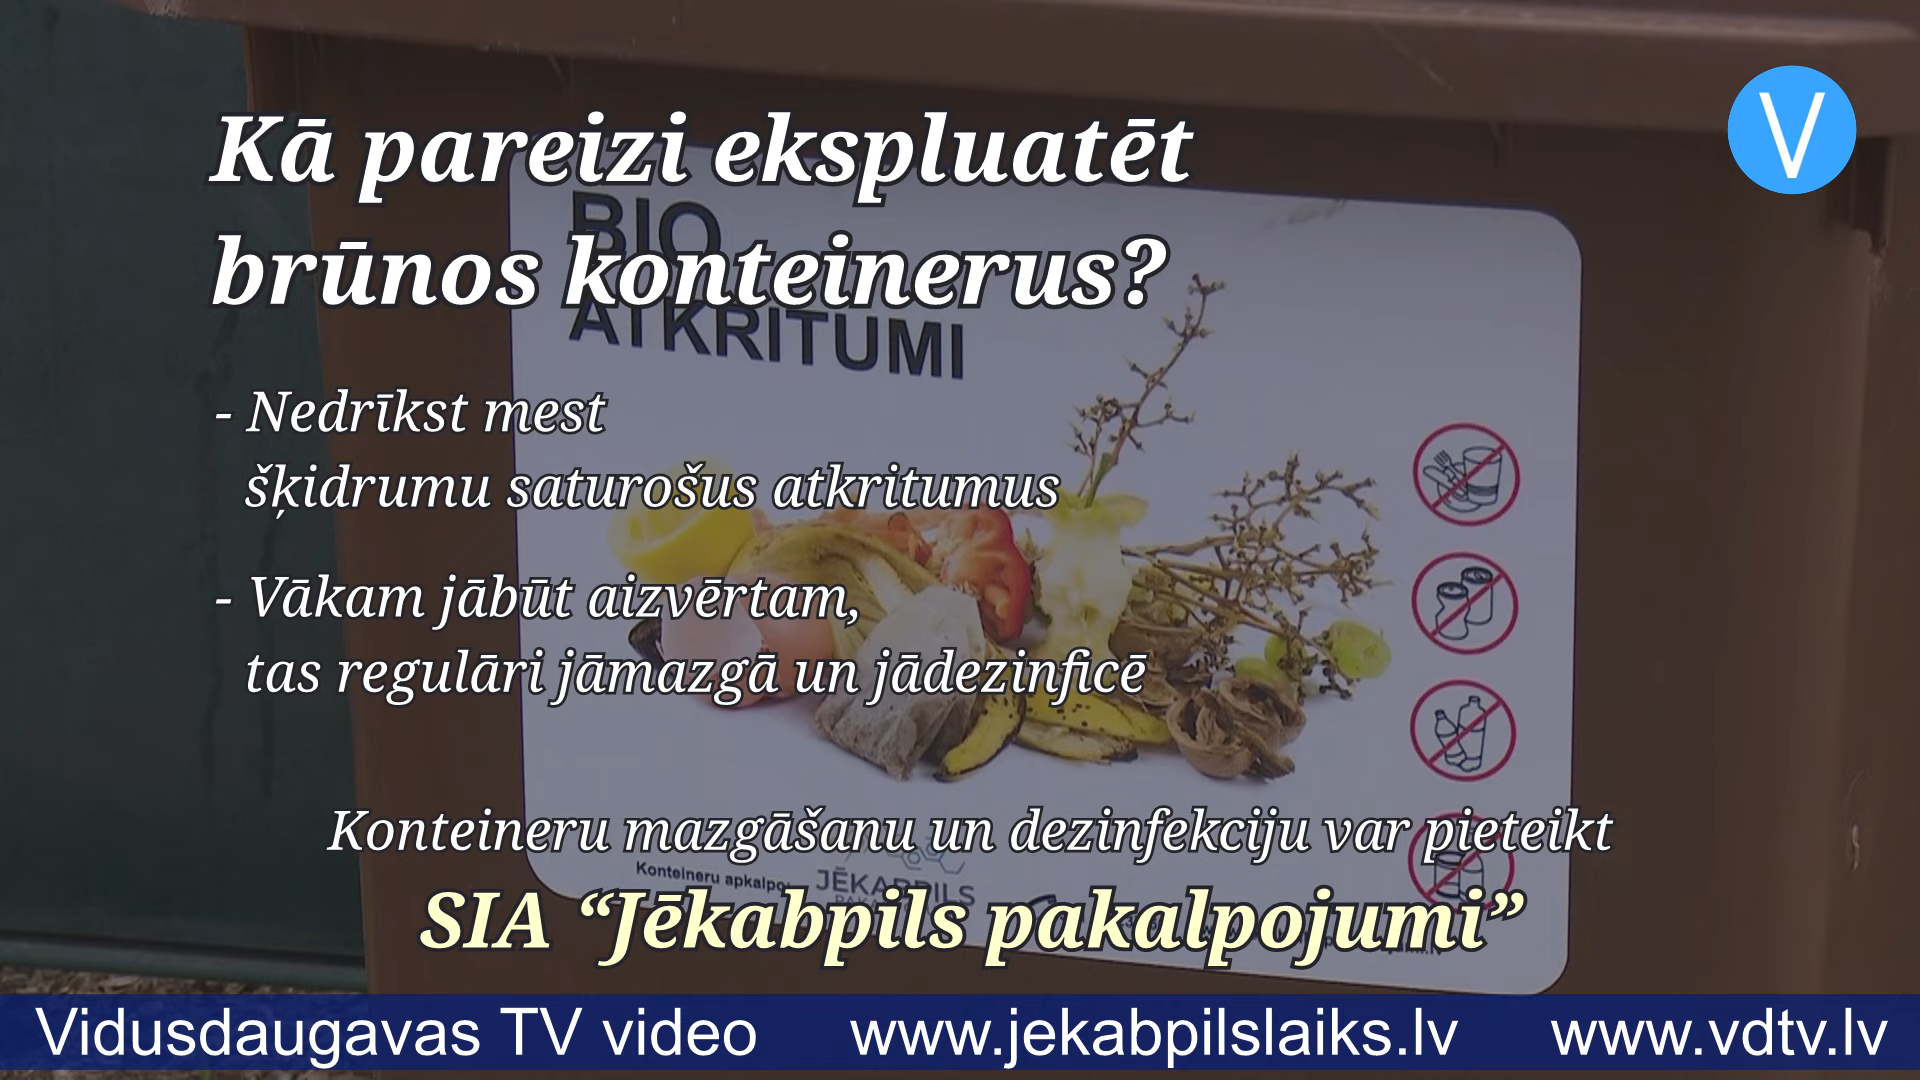 V
Kā pareizi ekspluatēt
brūnos konteinerus?
BIO
ATKRITUMI
- Nedrīkst mest
šķidrumu saturošus atkritumus
- Vākam jābūt aizvērtam,
tas regulāri jāmazgā un jādezinficē
Konteineru mazgāšanu un dezinfekciju var pieteikt
Konteineru
JĒKABPILS
SIA “Jēkabpils pakalpojumi”
Vidusdaugavas TV video www.jekabpilslaiks.lv www.vdtv.lv